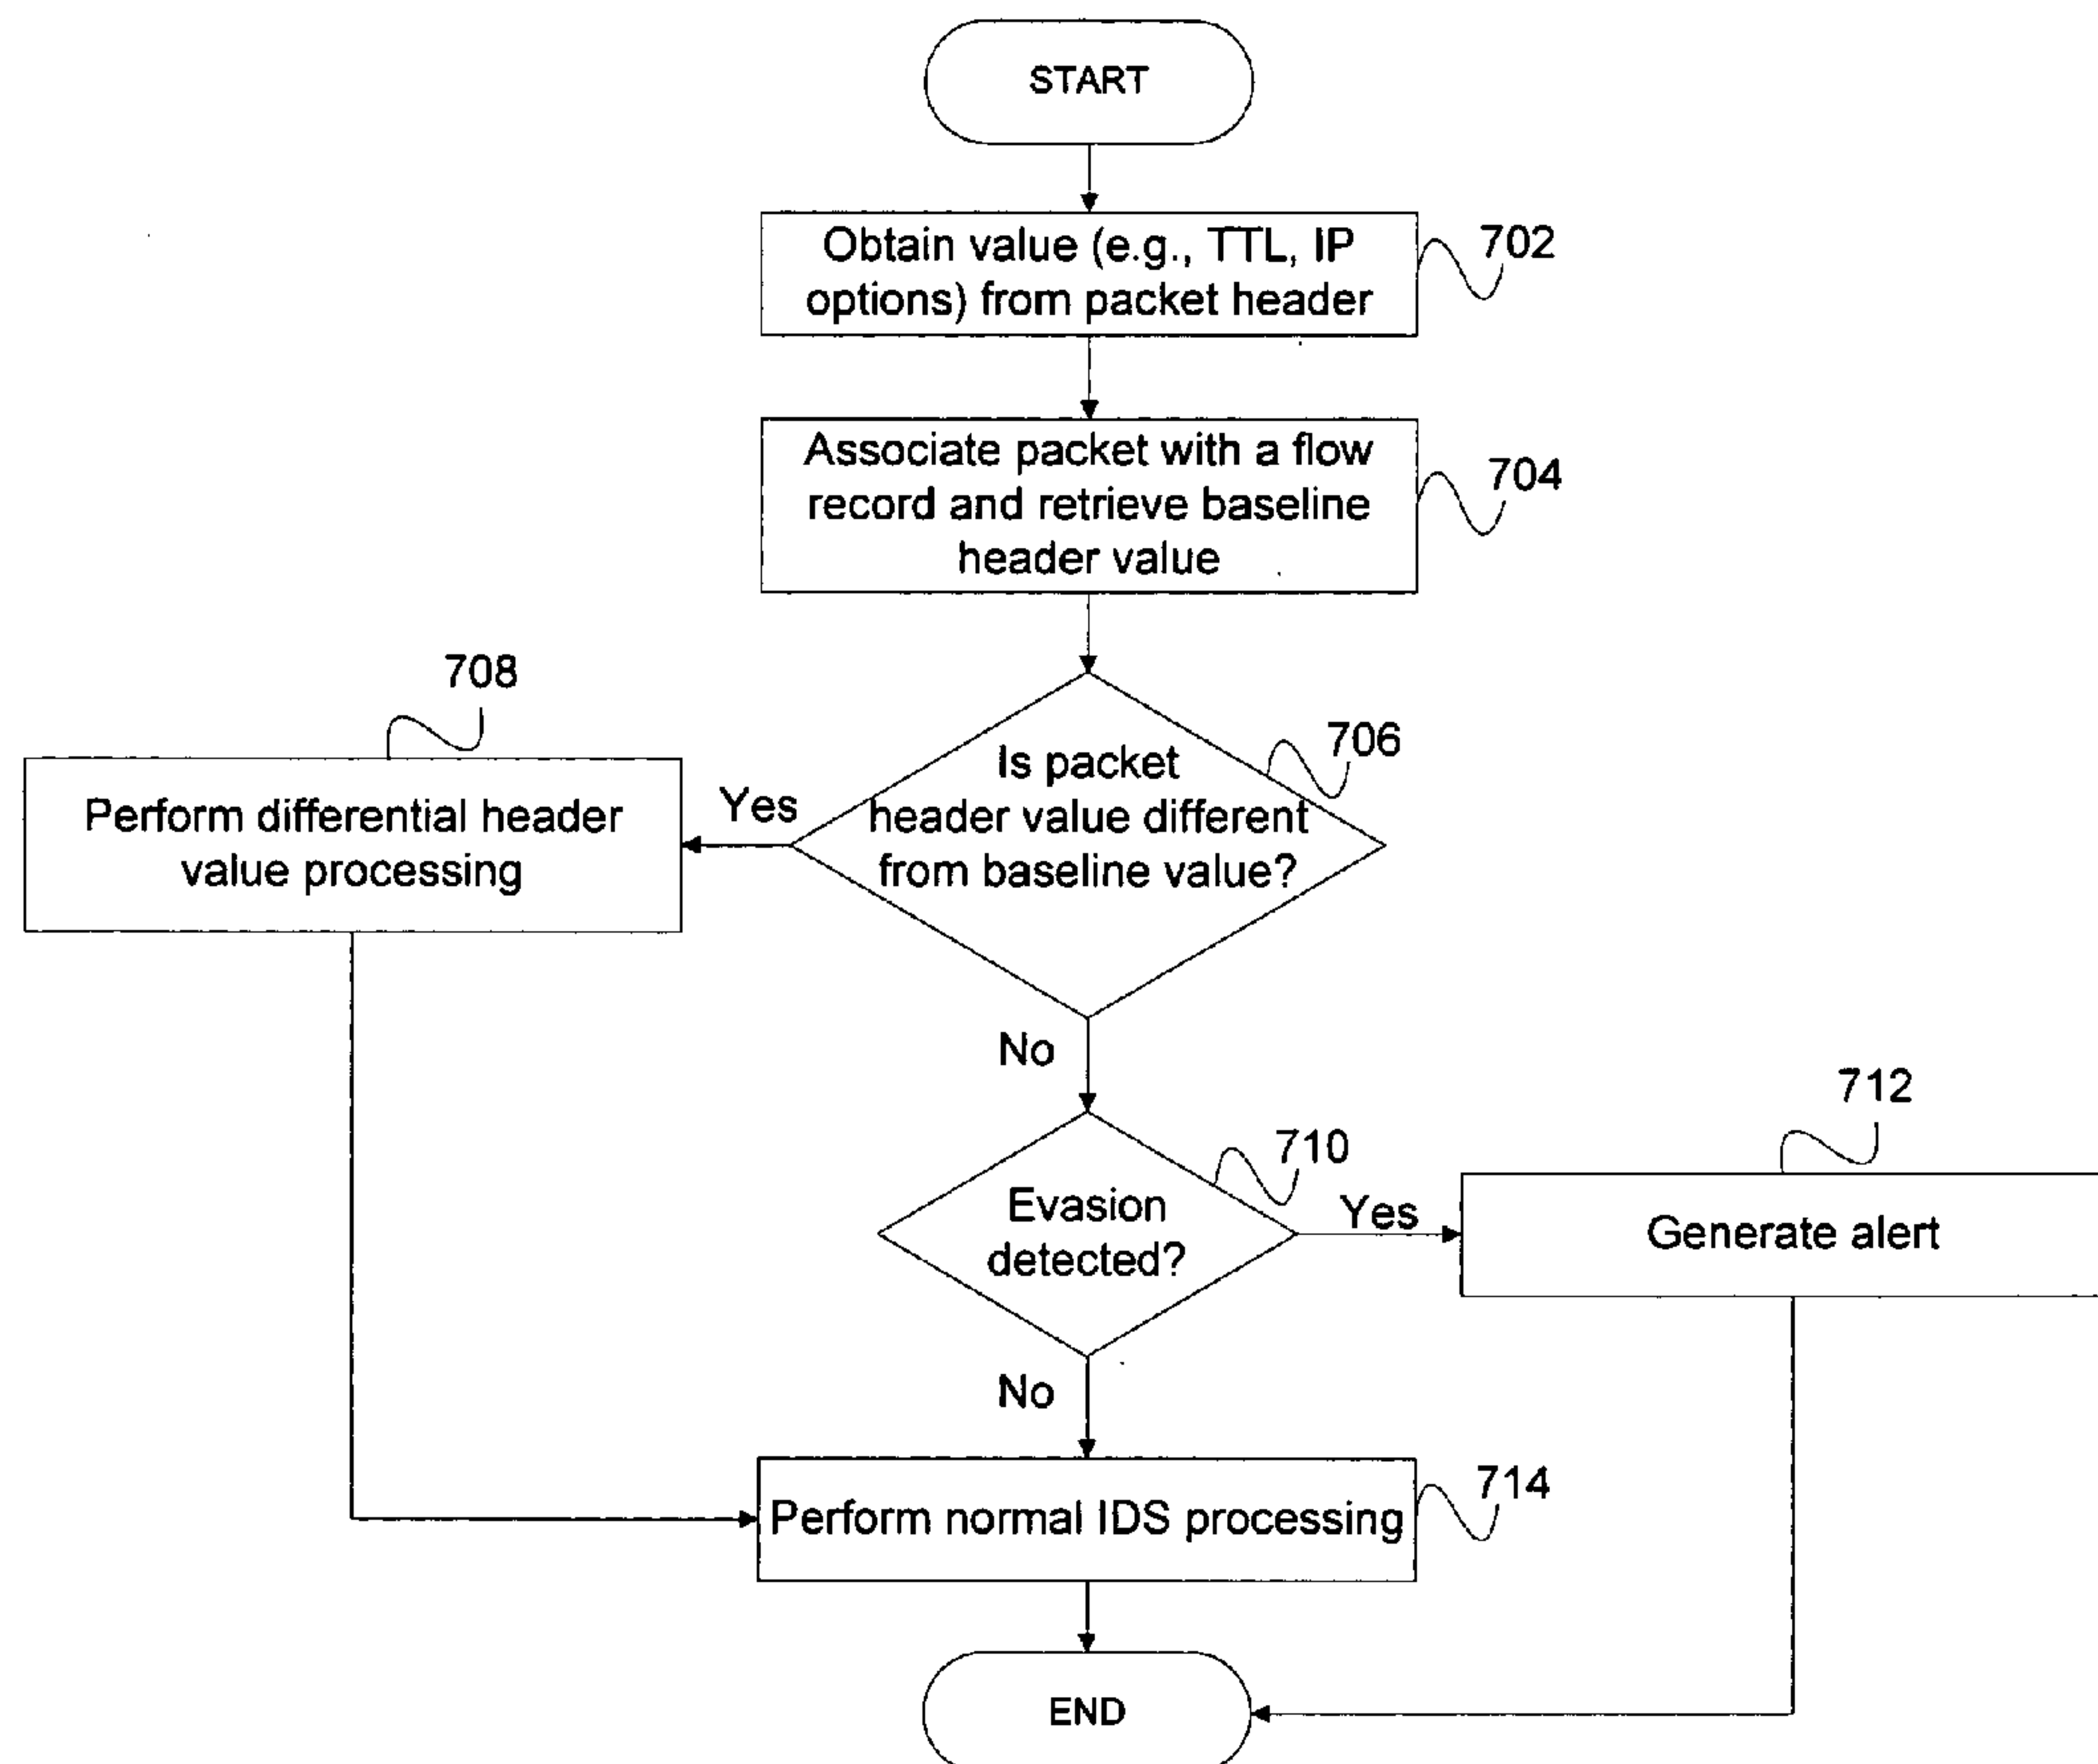 START
Obtain value (e.g., TTL, IP
options) from packet header
702
Associate packet with a flow
record and retrieve baseline
header value
704
708
Perform differential header
value processing
Yes
Is packet
header value different
from baseline value?
706
No
Evasion
detected?
710
Yes
712
Generate alert
No
Perform normal IDS processing
714
END